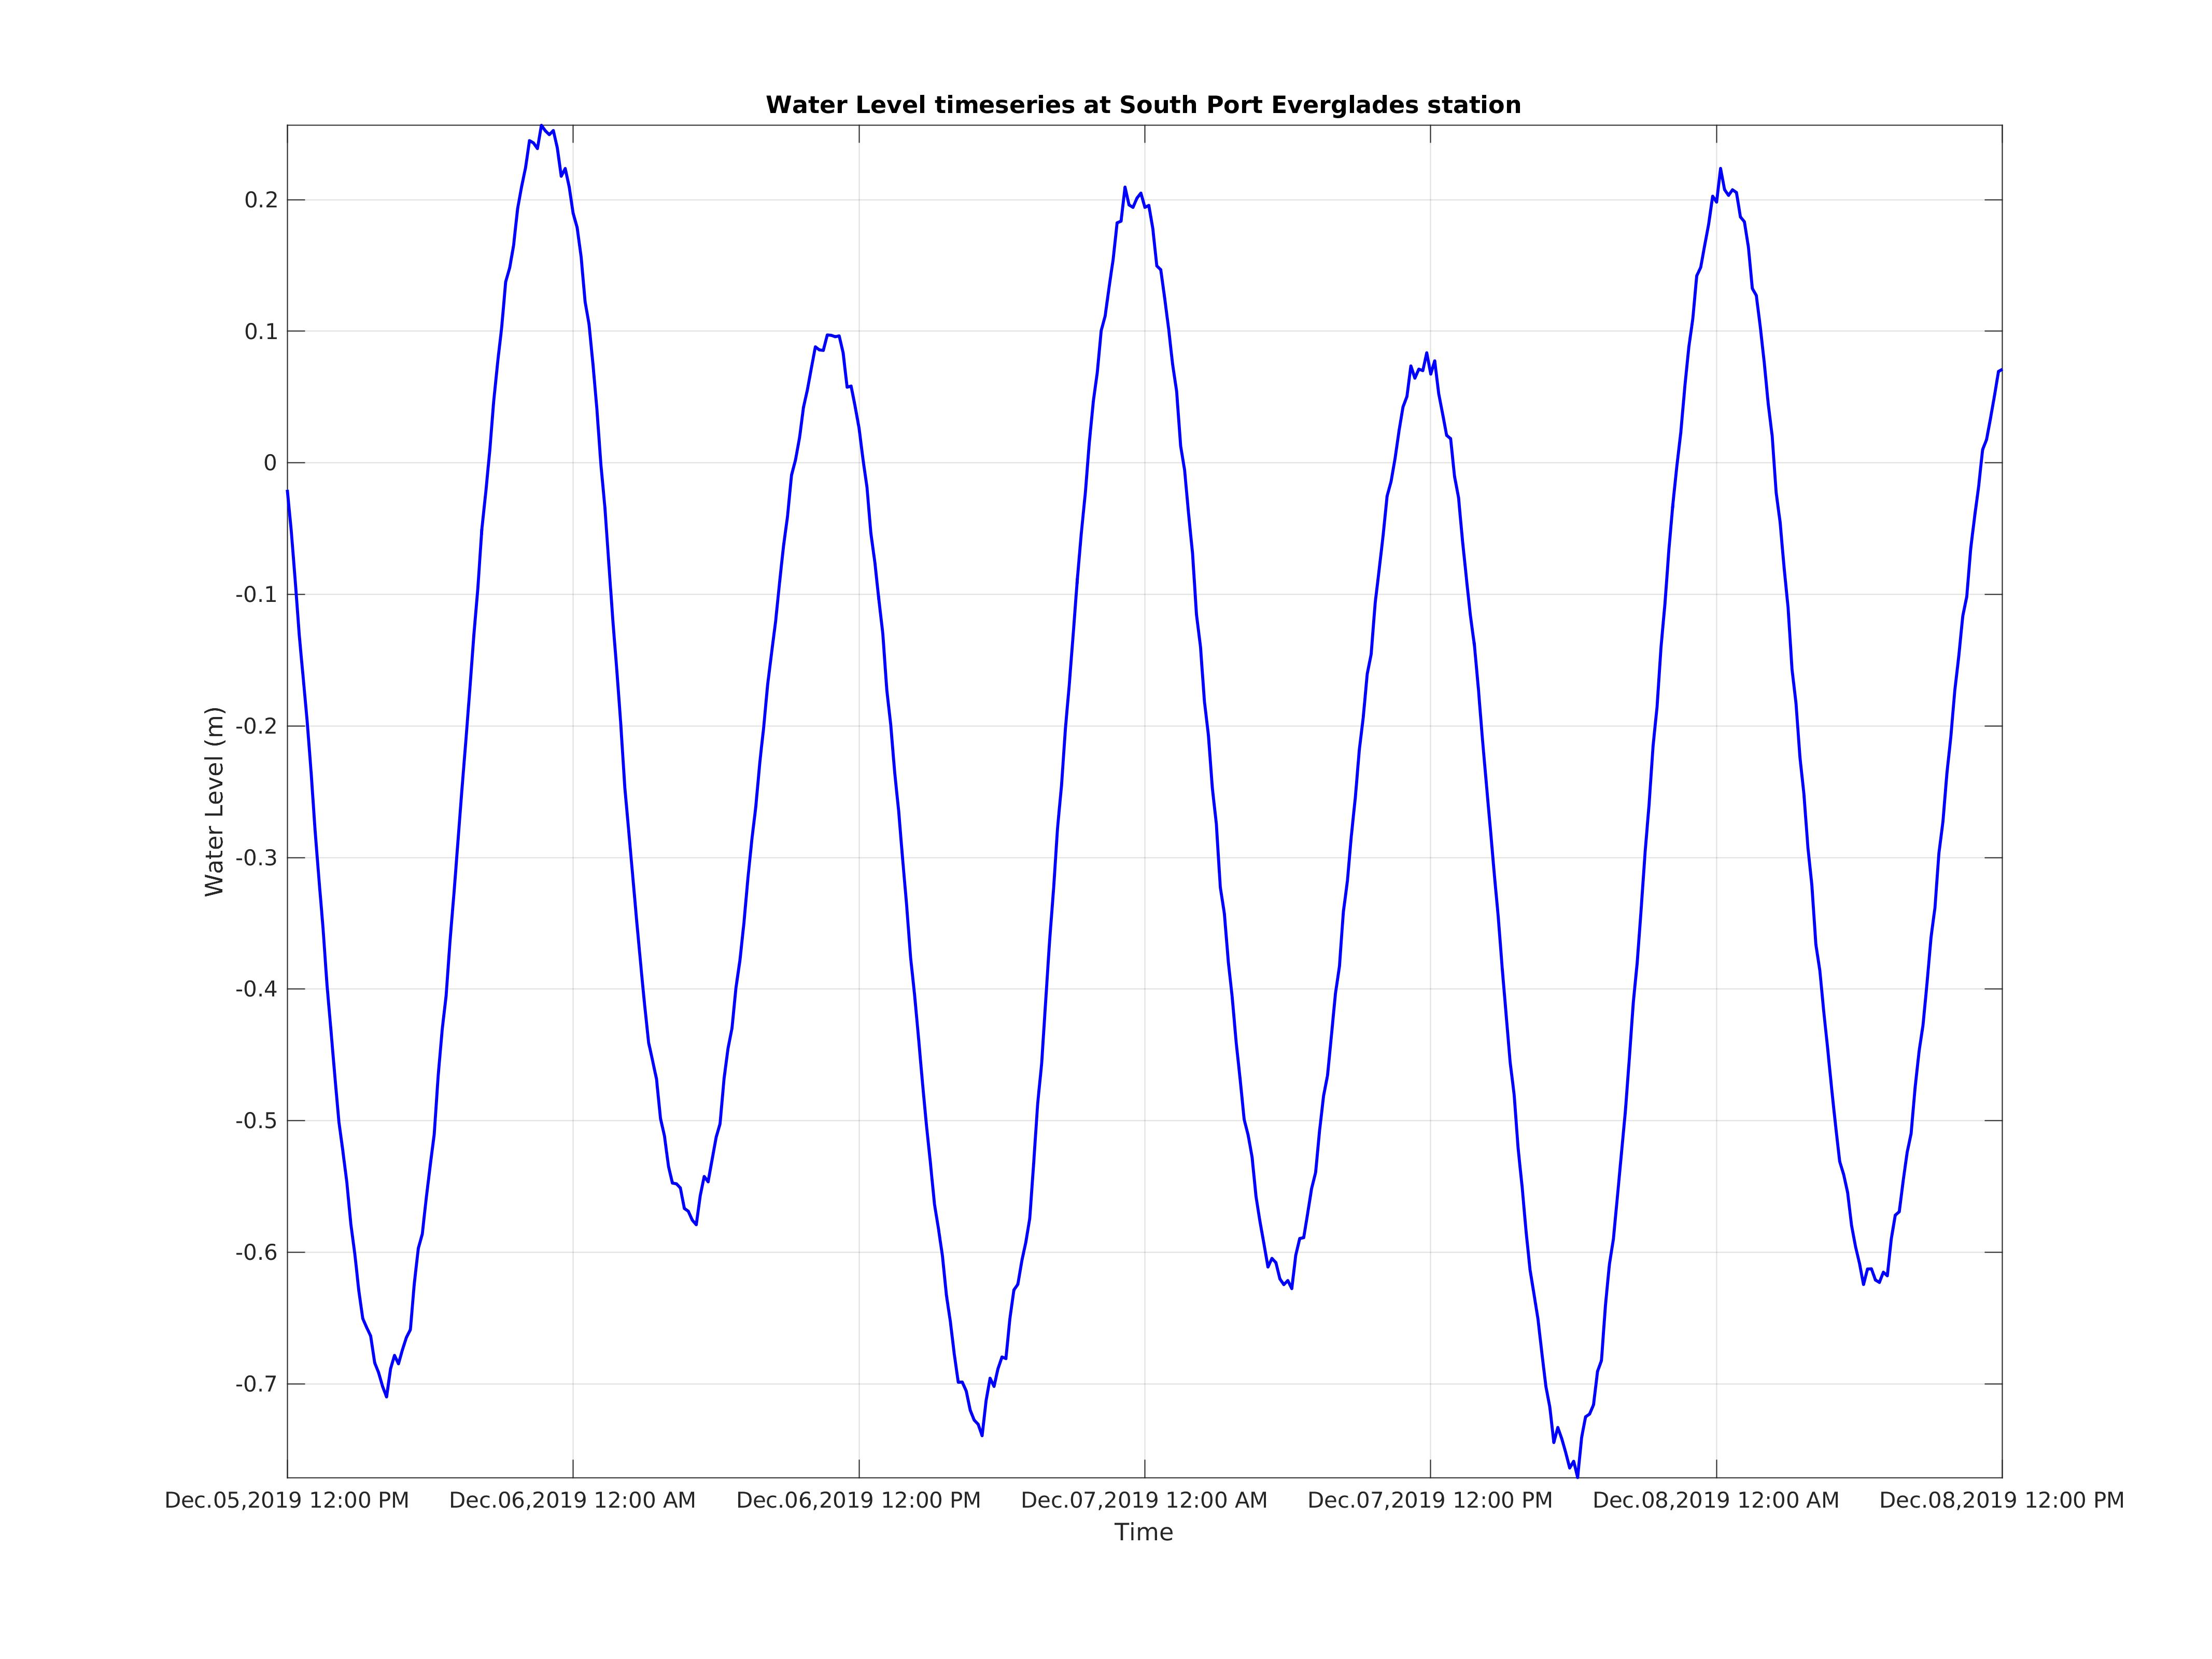 Water Level timeseries at South Port Everglades station
0.2
0.1
0
-0.1
-0.2
-0.3
-0.4
-0.5
-0.6
-0.7
Water Level (m)
Dec.05,2019 12:00 PM Dec.06,2019 12:00 AM Dec.06,2019 12:00 PM Dec.07,2019 12:00 AM Dec.07,2019 12:00 PM Dec.08,2019 12:00 AM Dec.08,2019 12:00 PM
Time